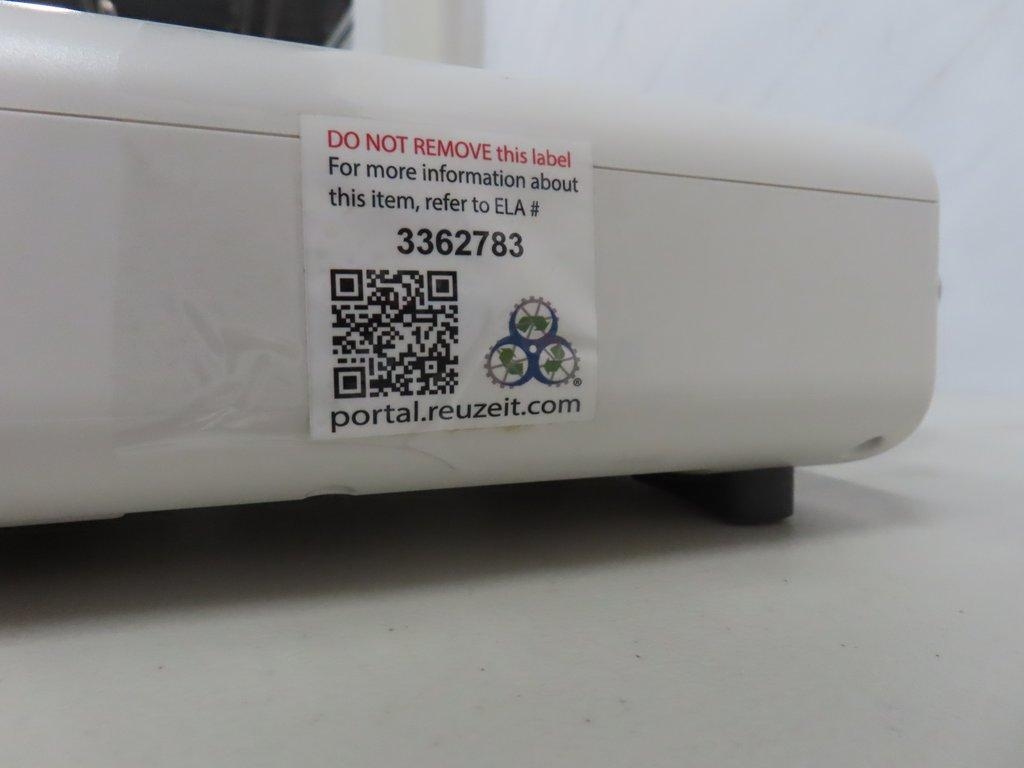 DO NOT REMOVE this label
For more information about
this item, refer to ELA #
3362783
®
portal.reuzeit.com